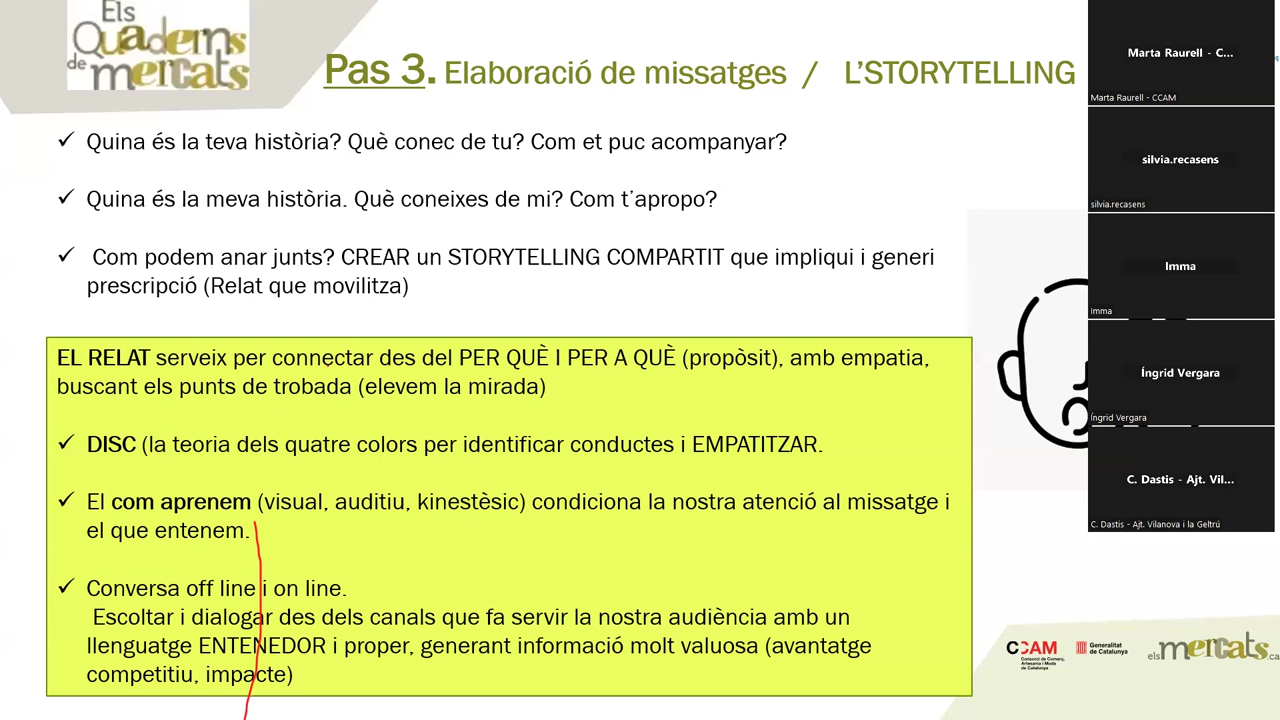 Els
Quaderns
de mercats
Pas 3. Elaboració de missatges / L’STORYTELLING
✓ Quina és la teva història? Què conec de tu? Com et puc acompanyar?
✓ Quina és la meva història. Què coneixes de mi? Com t’apropo?
✓ Com podem anar junts? CREAR un STORYTELLING COMPARTIT que impliqui i generi
prescripció (Relat que movilitza)
EL RELAT serveix per connectar des del PER QUÈ I PER A QUÈ (propòsit), amb empatia,
buscant els punts de trobada (elevem la mirada)
✓ DISC (la teoria dels quatre colors per identificar conductes i EMPATITZAR.
✓ El com aprenem (visual, auditiu, kinestèsic) condiciona la nostra atenció al missatge i
el que entenem.
✓ Conversa off line i on line.
Escoltar i dialogar des dels canals que fa servir la nostra audiència amb un
llenguatge ENTENEDOR i proper, generant informació molt valuosa (avantatge
competitiu, impacte)
Marta Raurell - C...
Marta Raurell - CCAM
silvia.recasens
silvia.recasens
Imma
Imma
Íngrid Vergara
Íngrid Vergara
C. Dastis - Ajt. Vil...
C. Dastis - Ajt. Vilanova i la Geltrú
CCAM
Consorci de Comerç,
Artesania i Moda
de Catalunya
Generalitat
de Catalunya
els mercats.ca